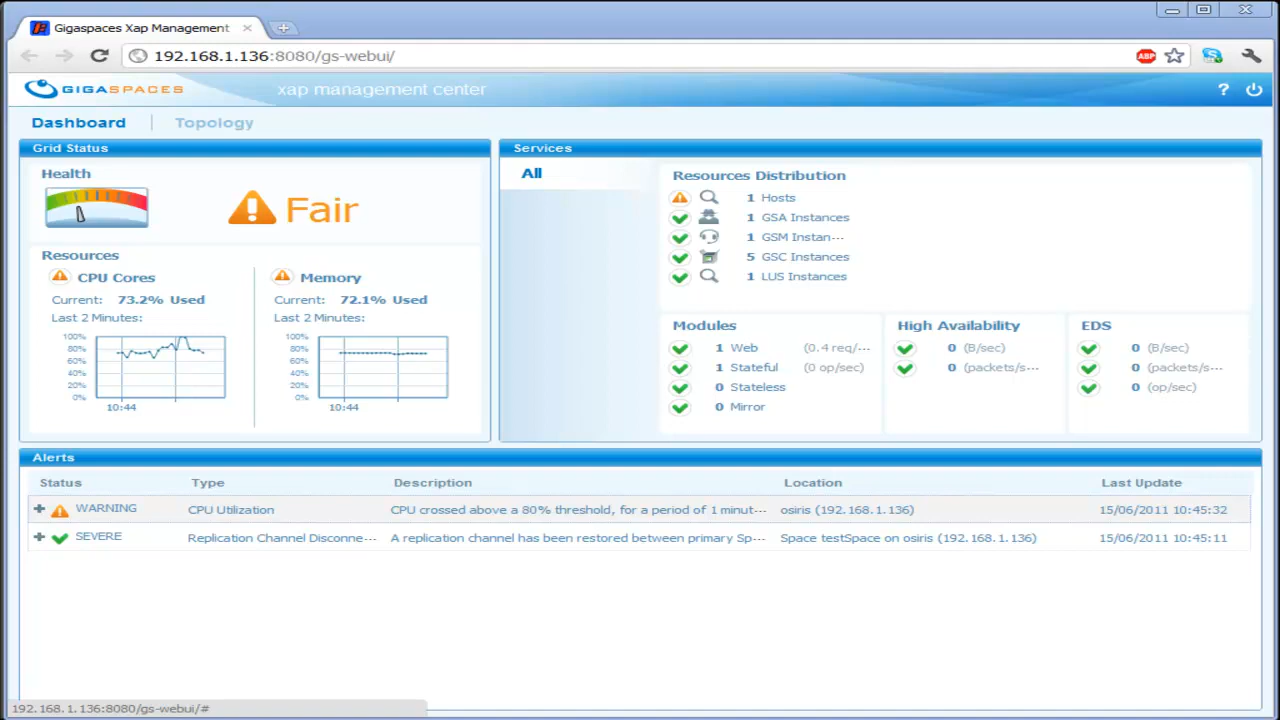 Gigaspaces Xap Management
192.168.1.136:8080/gs-webui/
ABP
GIGASPACES
xap management center
?
Dashboard
Topology
Grid Status
Health
Fair
Resources
CPU Cores
Current: 73.2% Used
Last 2 Minutes:
100%
80%
60%
40%
20%
0%
10:44
Memory
Current: 72.1% Used
Last 2 Minutes:
100%
80%
60%
40%
20%
0%
10:44
Services
All
Resources Distribution
1 Hosts
1 GSA Instances
1 GSM Instan···
5 GSC Instances
1 LUS Instances
Modules
1 Web (0.4 req/···
1 Stateful (0 op/sec)
0 Stateless
0 Mirror
High Availability
0 (B/sec)
0 (packets/s···
EDS
0 (B/sec)
0 (packets/s···
0 (op/sec)
Alerts
Status Type Description Location Last Update
WARNING CPU Utilization CPU crossed above a 80% threshold, for a period of 1 minut··· osiris (192.168.1.136) 15/06/2011 10:45:32
SEVERE Replication Channel Disconne··· A replication channel has been restored between primary Sp··· Space testSpace on osiris (192.168.1.136) 15/06/2011 10:45:11
192.168.1.136:8080/gs-webui/#